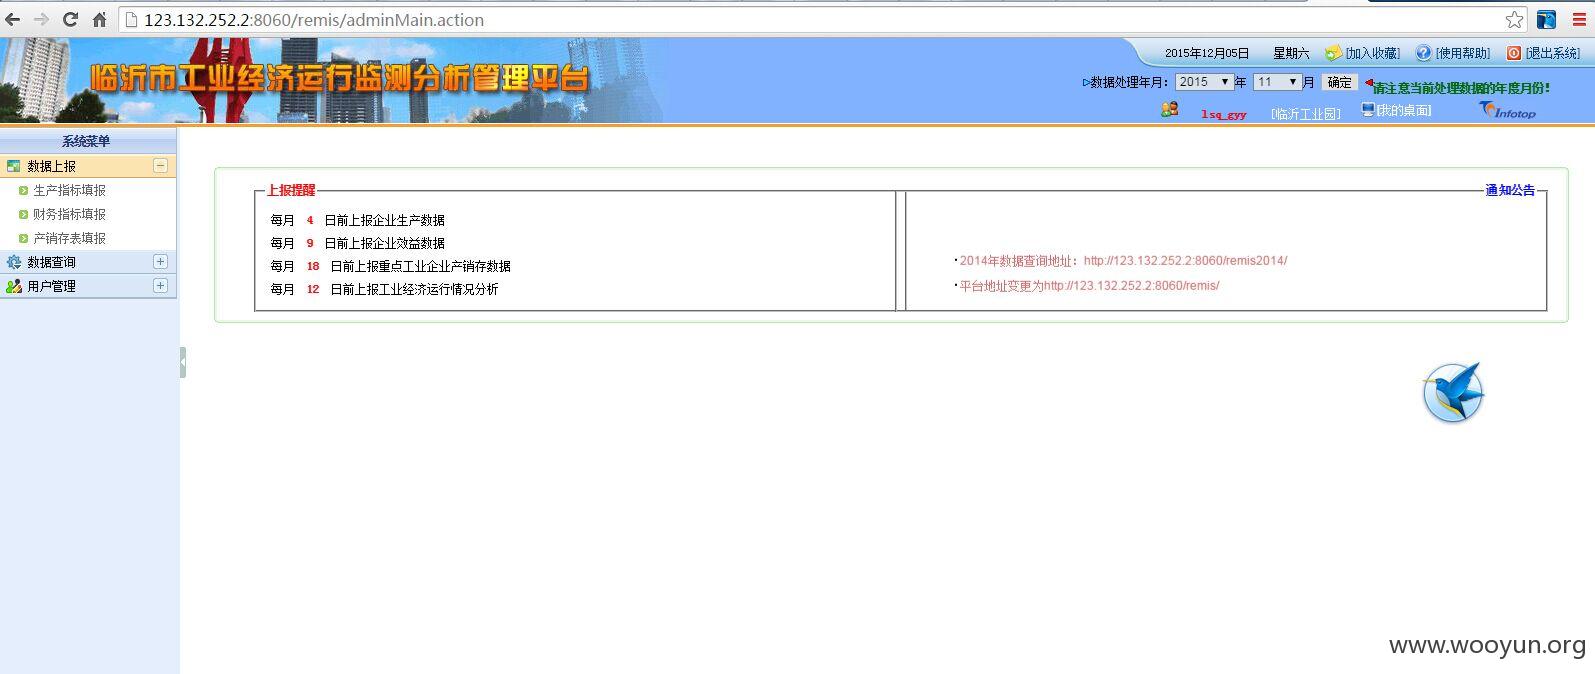 123.132.252.2:8060/remis/adminMain.action
临沂市工业经济运行监测分析管理平台
2015年12月05日 星期六 [加入收藏] [使用帮助] [退出系统]
数据处理年月： 2015 年 11 月 确定 请注意当前处理数据的年度月份！
lsq_gyy [临沂工业园] [我的桌面] Infotop
系统菜单
数据上报
生产指标填报
财务指标填报
产销存表填报
数据查询
用户管理
上报提醒
每月 4 日前上报企业生产数据
每月 9 日前上报企业效益数据
每月 18 日前上报重点工业企业产销存数据
每月 12 日前上报工业经济运行情况分析
通知公告
·2014年数据查询地址：http://123.132.252.2:8060/remis2014/
·平台地址变更为http://123.132.252.2:8060/remis/
www.wooyun.org